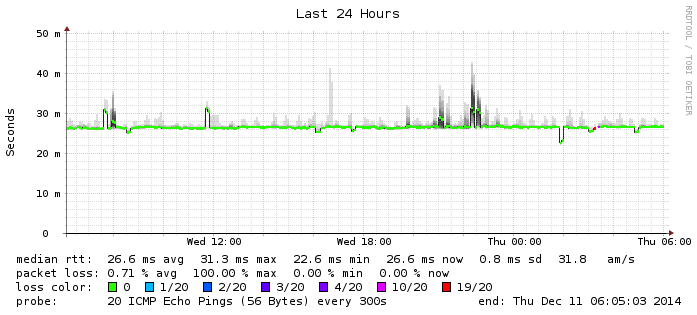 Last 24 Hours
RRDTOOL / TOBI OETIKER
Seconds
50 m
40 m
30 m
20 m
10 m
0
Wed 12:00 Wed 18:00 Thu 00:00 Thu 06:00
median rtt: 26.6 ms avg 31.3 ms max 22.6 ms min 26.6 ms now 0.8 ms sd 31.8 am/s
packet loss: 0.71 % avg 100.00 % max 0.00 % min 0.00 % now
loss color: 0 1/20 2/20 3/20 4/20 10/20 19/20
probe: 20 ICMP Echo Pings (56 Bytes) every 300s end: Thu Dec 11 06:05:03 2014